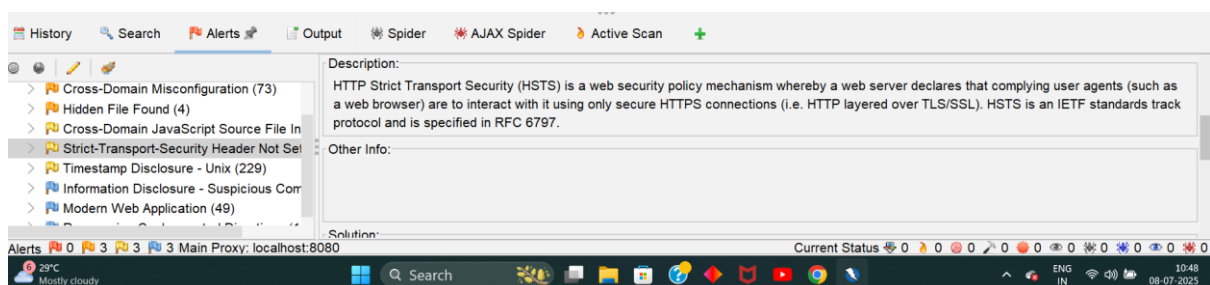 History Search Alerts Output Spider AJAX Spider Active Scan
Cross-Domain Misconfiguration (73)
Hidden File Found (4)
Cross-Domain JavaScript Source File In
Strict-Transport-Security Header Not Set
Timestamp Disclosure - Unix (229)
Information Disclosure - Suspicious Com
Modern Web Application (49)
Description:
HTTP Strict Transport Security (HSTS) is a web security policy mechanism whereby a web server declares that complying user agents (such as
a web browser) are to interact with it using only secure HTTPS connections (i.e. HTTP layered over TLS/SSL). HSTS is an IETF standards track
protocol and is specified in RFC 6797.
Other Info:
Solution:
Alerts 0 3 3 3 Main Proxy: localhost:8080 Current Status 0 0 0 0 0 0 0 0 0 0
6 29°C
Mostly cloudy
Search
ENG
IN
10:48
08-07-2025